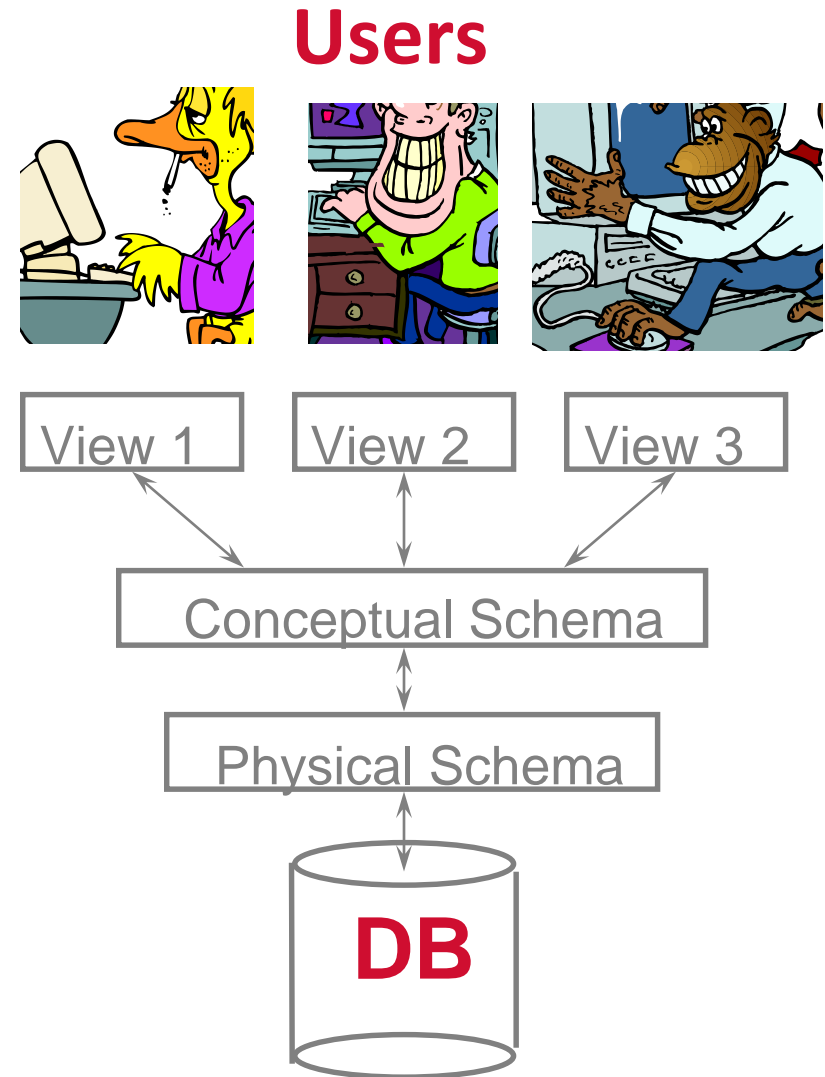 Users
View 1
View 2
View 3
Conceptual Schema
Physical Schema
DB